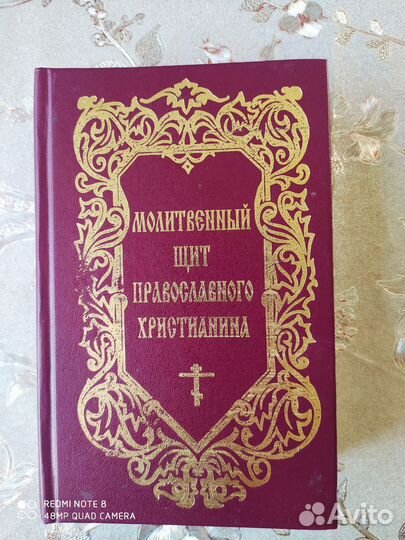 МОЛИТВЕННЫЙ
ЩИТ
ПРАВОСЛАВНОГО
ХРИСТИАНИНА
REDMI NOTE 8
48MP QUAD CAMERA
Avito